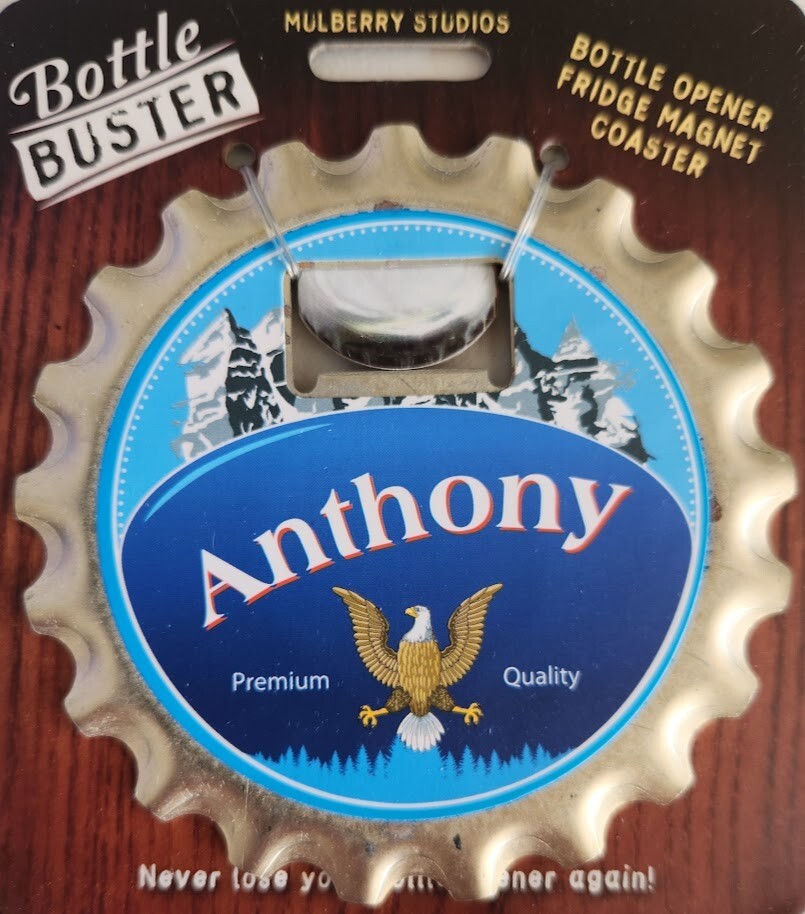 MULBERRY STUDIOS
Bottle
BUSTER
BOTTLE OPENER
FRIDGE MAGNET
COASTER
Anthony
Premium Quality
Never lose again!